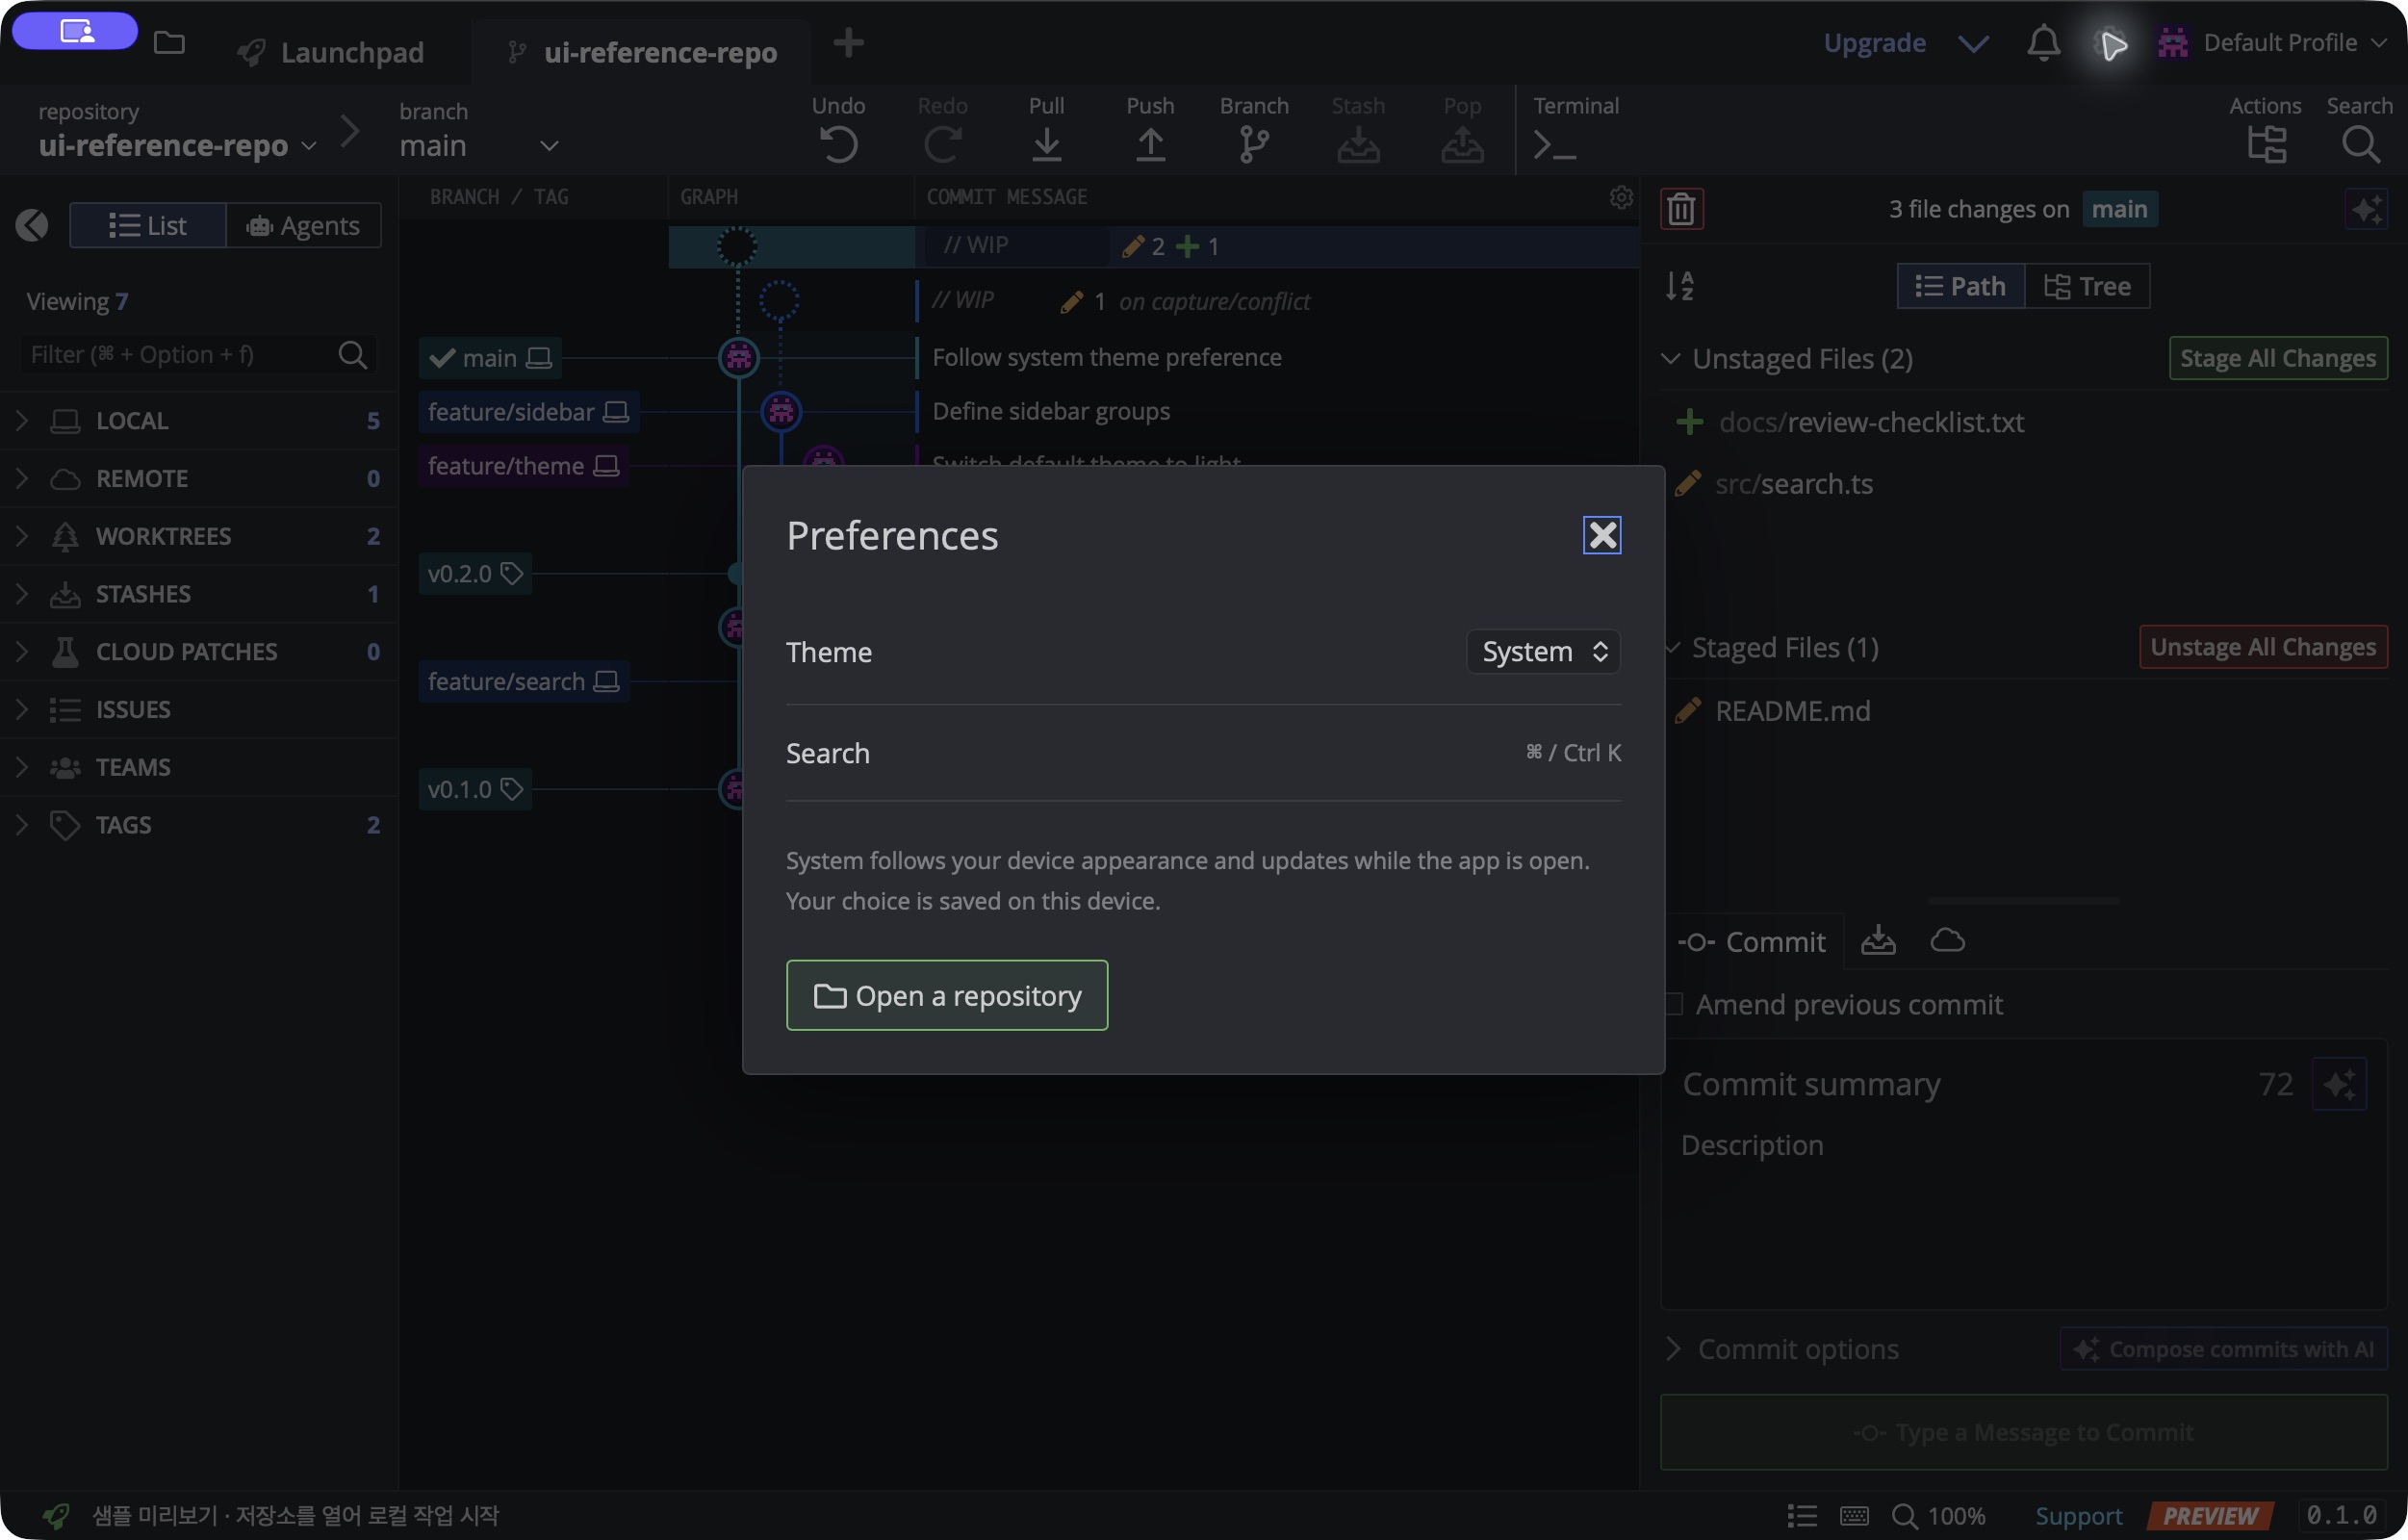 Launchpad
ui-reference-repo
Upgrade
Default Profile
repository
ui-reference-repo
branch
main
Undo
Redo
Pull
Push
Branch
Stash
Pop
Terminal
Actions
Search
List
Agents
Viewing 7
Filter (⌘ + Option + f)
LOCAL 5
REMOTE 0
WORKTREES 2
STASHES 1
CLOUD PATCHES 0
ISSUES
TEAMS
TAGS 2
BRANCH / TAG
GRAPH
COMMIT MESSAGE
// WIP 2 1
// WIP 1 on capture/conflict
main
Follow system theme preference
feature/sidebar
Define sidebar groups
feature/theme
Switch default theme to light
v0.2.0
feature/search
v0.1.0
Preferences
Theme
System
Search
⌘ / Ctrl K
System follows your device appearance and updates while the app is open.
Your choice is saved on this device.
Open a repository
3 file changes on main
Path
Tree
Unstaged Files (2)
Stage All Changes
docs/review-checklist.txt
src/search.ts
Staged Files (1)
Unstage All Changes
README.md
Commit
Amend previous commit
Commit summary
72
Description
Commit options
Compose commits with AI
Type a Message to Commit
샘플 미리보기 · 저장소를 열어 로컬 작업 시작
100%
Support
PREVIEW
0.1.0